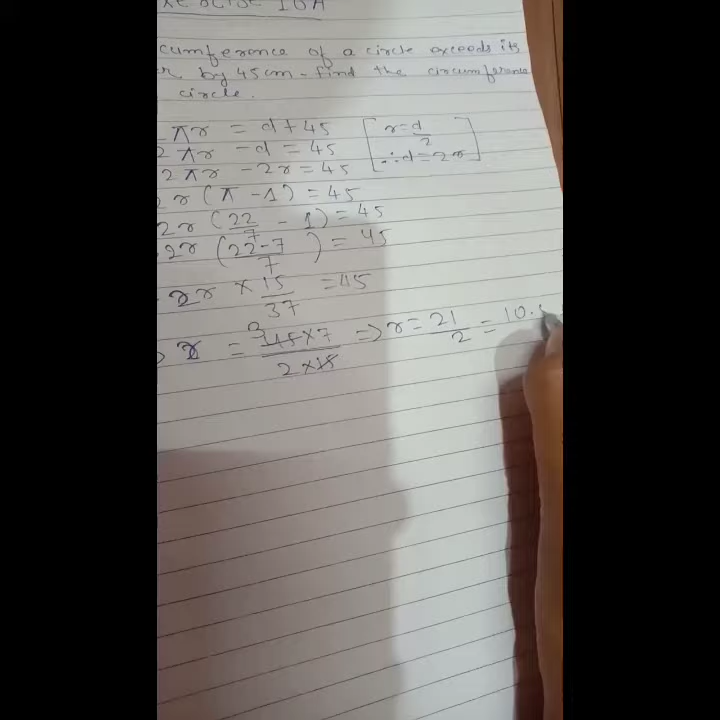 cumference of a circle exceeds its
by 45 cm - find the circumference
circle.
πr = d + 45 [ r = d/2
2πr - d = 45 ∴ d = 2r ]
2πr - 2r = 45
2r (π - 1) = 45
2r (22/7 - 1) = 45
2r (22-7/7) = 45
2r × 15/37 = 45
r = 3 45×7/2×15 => r = 21/2 = 10.